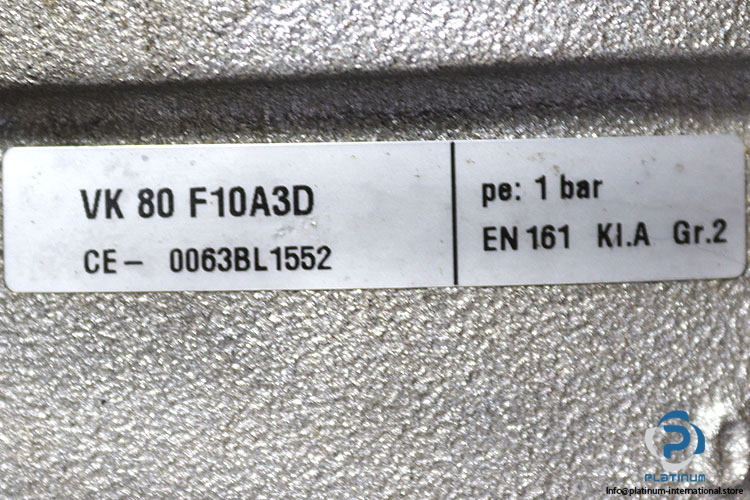 VK 80 F10A3D
CE – 0063BL1552
pe: 1 bar
EN 161 Kl.A Gr.2
PLATINUM
Info@platinum-international.store